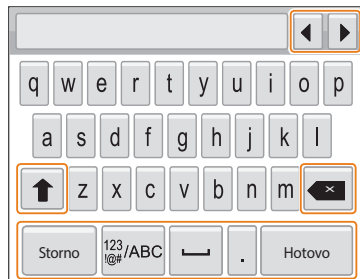 q w e r t y u i o p
a s d f g h j k l
z x c v b n m ×
Storno 123 !@# /ABC . Hotovo